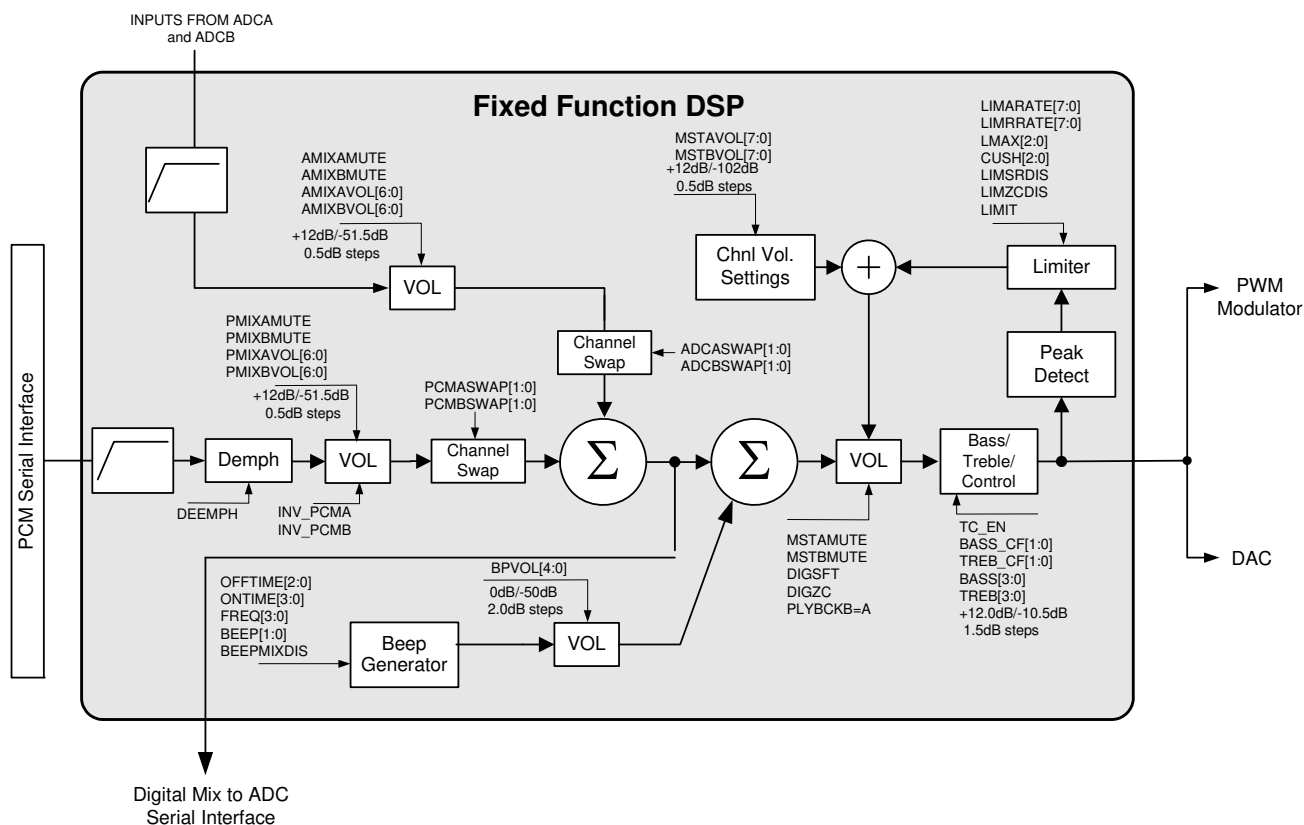 INPUTS FROM ADCA
and ADCB
Fixed Function DSP
LIMARATE[7:0]
LIMRRATE[7:0]
LMAX[2:0]
CUSH[2:0]
LIMSRDIS
LIMZCDIS
LIMIT
MSTAVOL[7:0]
MSTBVOL[7:0]
+12dB/-102dB
0.5dB steps
AMIXAMUTE
AMIXBMUTE
AMIXAVOL[6:0]
AMIXBVOL[6:0]
+12dB/-51.5dB
0.5dB steps
VOL
Chnl Vol.
Settings
+
Limiter
PWM
Modulator
Peak
Detect
Channel
Swap
ADCASWAP[1:0]
ADCBSWAP[1:0]
PMIXAMUTE
PMIXBMUTE
PMIXAVOL[6:0]
PMIXBVOL[6:0]
+12dB/-51.5dB
0.5dB steps
PCMASWAP[1:0]
PCMBSWAP[1:0]
PCM Serial Interface
Demph
VOL
Channel
Swap
Σ
Σ
VOL
Bass/
Treble/
Control
DEEMPH
INV_PCMA
INV_PCMB
MSTAMUTE
MSTBMUTE
DIGSFT
DIGZC
PLYBCKB=A
TC_EN
BASS_CF[1:0]
TREB_CF[1:0]
BASS[3:0]
TREB[3:0]
+12.0dB/-10.5dB
1.5dB steps
DAC
OFFTIME[2:0]
ONTIME[3:0]
FREQ[3:0]
BEEP[1:0]
BEEPMIXDIS
BPVOL[4:0]
0dB/-50dB
2.0dB steps
Beep
Generator
VOL
Digital Mix to ADC
Serial Interface